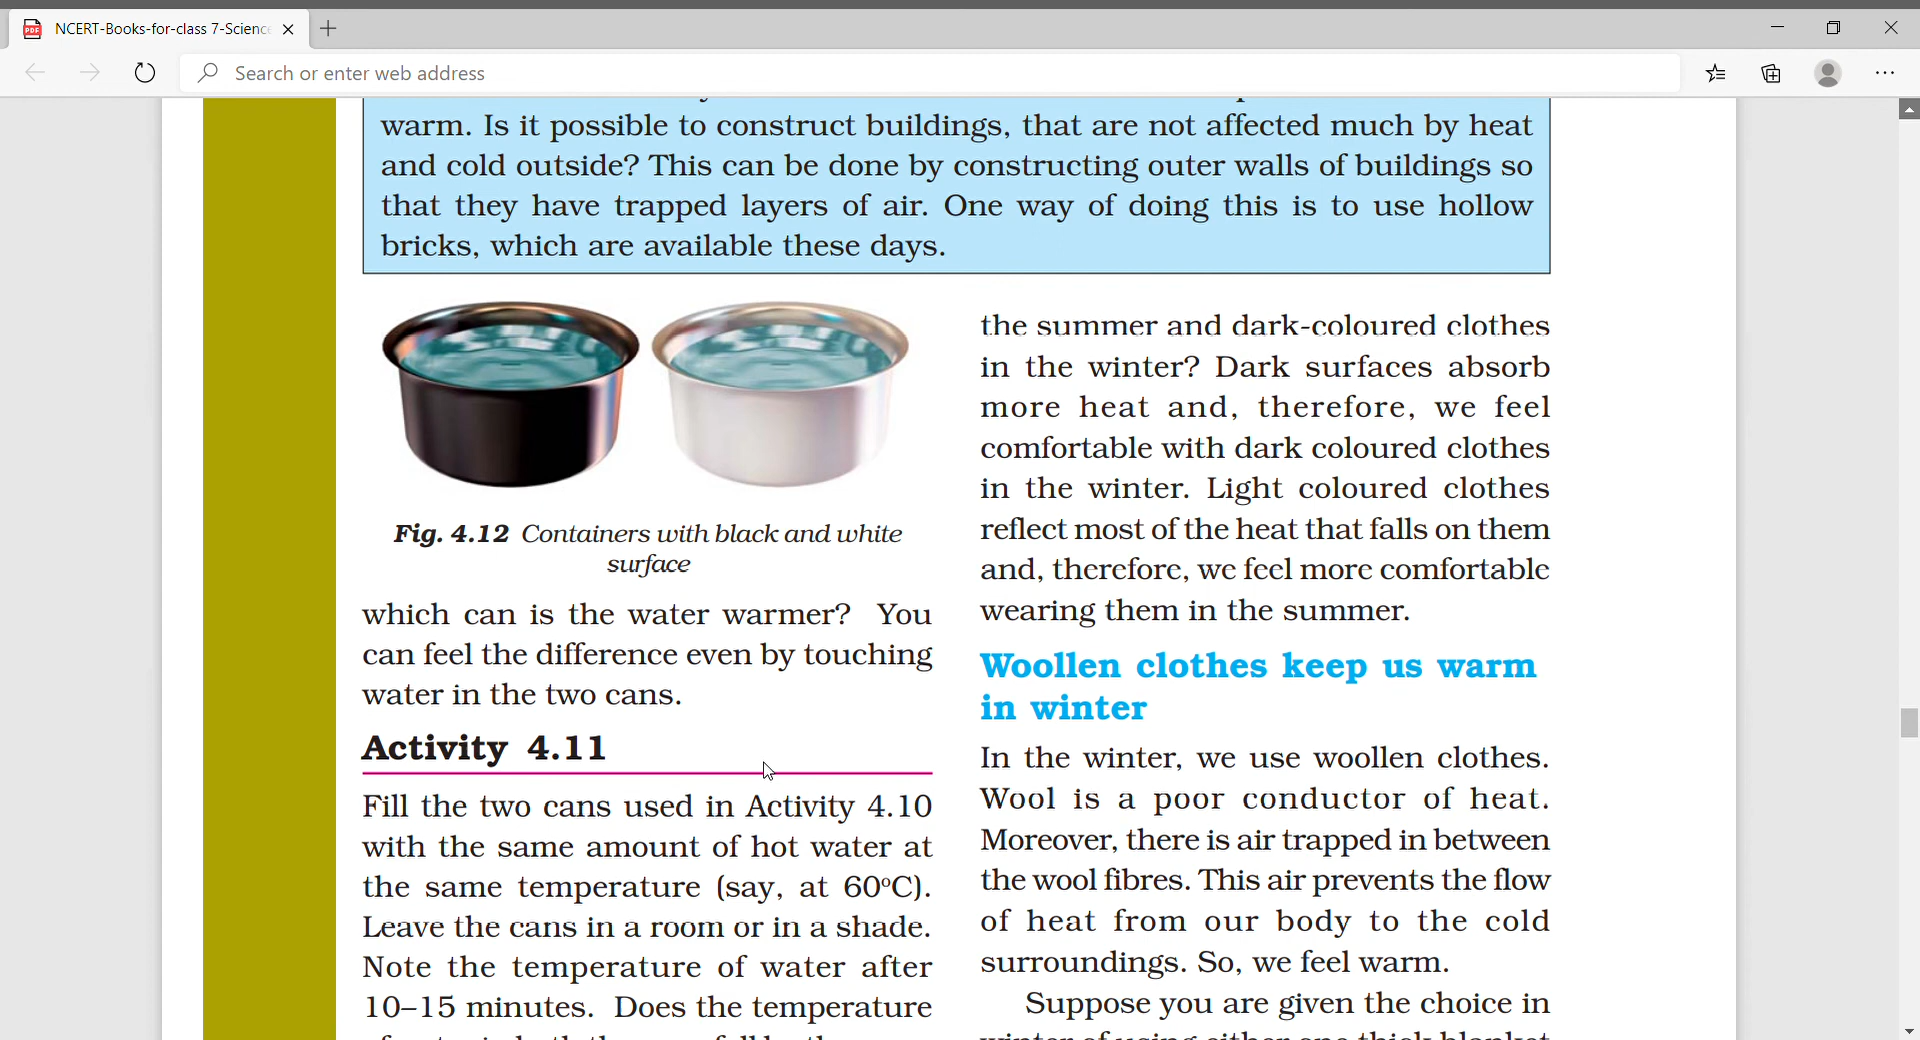 NCERT-Books-for-class 7-Science
Search or enter web address
warm. Is it possible to construct buildings, that are not affected much by heat
and cold outside? This can be done by constructing outer walls of buildings so
that they have trapped layers of air. One way of doing this is to use hollow
bricks, which are available these days.
Fig. 4.12 Containers with black and white
surface
which can is the water warmer? You
can feel the difference even by touching
water in the two cans.
Activity 4.11
Fill the two cans used in Activity 4.10
with the same amount of hot water at
the same temperature (say, at 60°C).
Leave the cans in a room or in a shade.
Note the temperature of water after
10–15 minutes. Does the temperature
the summer and dark-coloured clothes
in the winter? Dark surfaces absorb
more heat and, therefore, we feel
comfortable with dark coloured clothes
in the winter. Light coloured clothes
reflect most of the heat that falls on them
and, therefore, we feel more comfortable
wearing them in the summer.
Woollen clothes keep us warm
in winter
In the winter, we use woollen clothes.
Wool is a poor conductor of heat.
Moreover, there is air trapped in between
the wool fibres. This air prevents the flow
of heat from our body to the cold
surroundings. So, we feel warm.
Suppose you are given the choice in